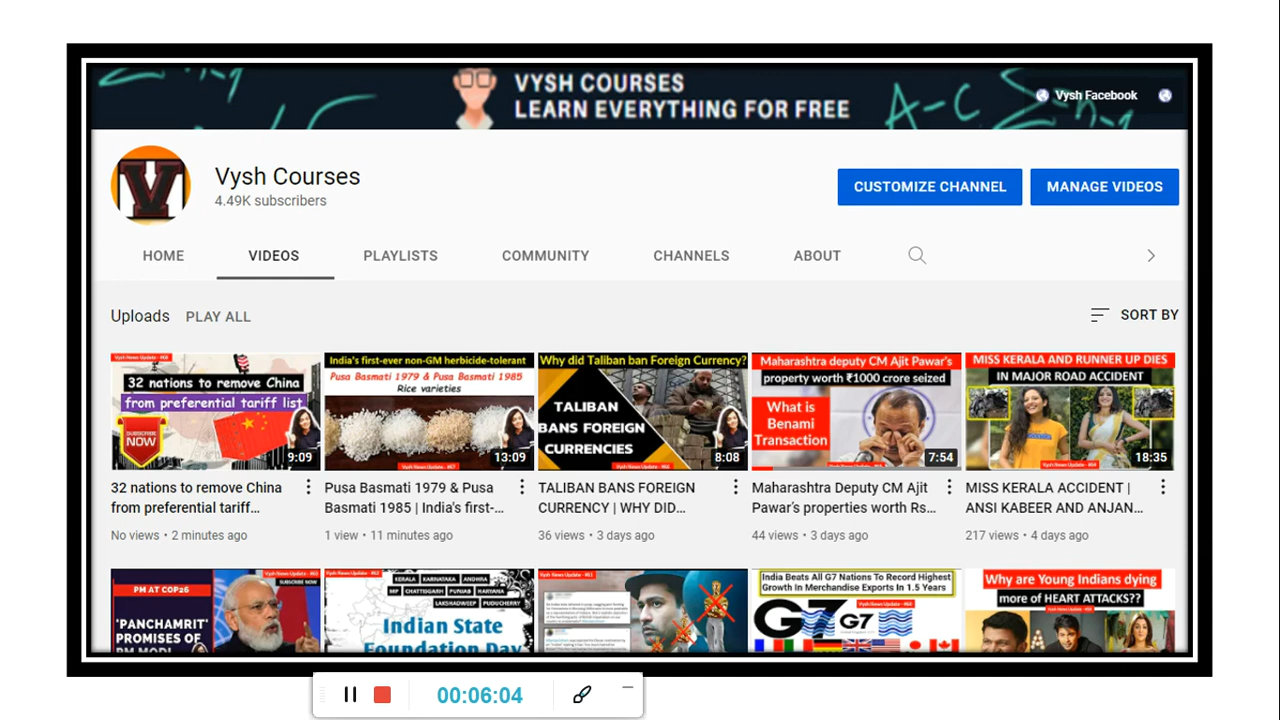 VYSH COURSES
LEARN EVERYTHING FOR FREE
A-C
Vysh Facebook
V
Vysh Courses
4.49K subscribers
CUSTOMIZE CHANNEL
MANAGE VIDEOS
HOME
VIDEOS
PLAYLISTS
COMMUNITY
CHANNELS
ABOUT
Uploads
PLAY ALL
SORT BY
32 nations to remove China
from preferential tariff list
SUBSCRIBE
NOW
9:09
32 nations to remove China
from preferential tariff...
No views • 2 minutes ago
India's first-ever non-GM herbicide-tolerant
Pusa Basmati 1979 & Pusa Basmati 1985
Rice varieties
13:09
Pusa Basmati 1979 & Pusa
Basmati 1985 | India's first-...
1 view • 11 minutes ago
Why did Taliban ban Foreign Currency?
TALIBAN
BANS FOREIGN
CURRENCIES
8:08
TALIBAN BANS FOREIGN
CURRENCY | WHY DID...
36 views • 3 days ago
Maharashtra deputy CM Ajit Pawar's
property worth ₹1000 crore seized
What is
Benami
Transaction
7:54
Maharashtra Deputy CM Ajit
Pawar's properties worth Rs...
44 views • 3 days ago
MISS KERALA AND RUNNER UP DIES
IN MAJOR ROAD ACCIDENT
18:35
MISS KERALA ACCIDENT |
ANSI KABEER AND ANJAN...
217 views • 4 days ago
PM AT COP26
SUBSCRIBE NOW
'PANCHAMRIT'
PROMISES OF
PM MODI
KERALA KARNATAKA ANDHRA
MP CHATTISGARH PUNJAB HARYANA
LAKSHADWEEP PUDUCHERRY
Indian State
Foundation Day
India Beats All G7 Nations To Record Highest
Growth In Merchandise Exports In 1.5 Years
G7
G7
Why are Young Indians dying
more of HEART ATTACKS??
00:06:04